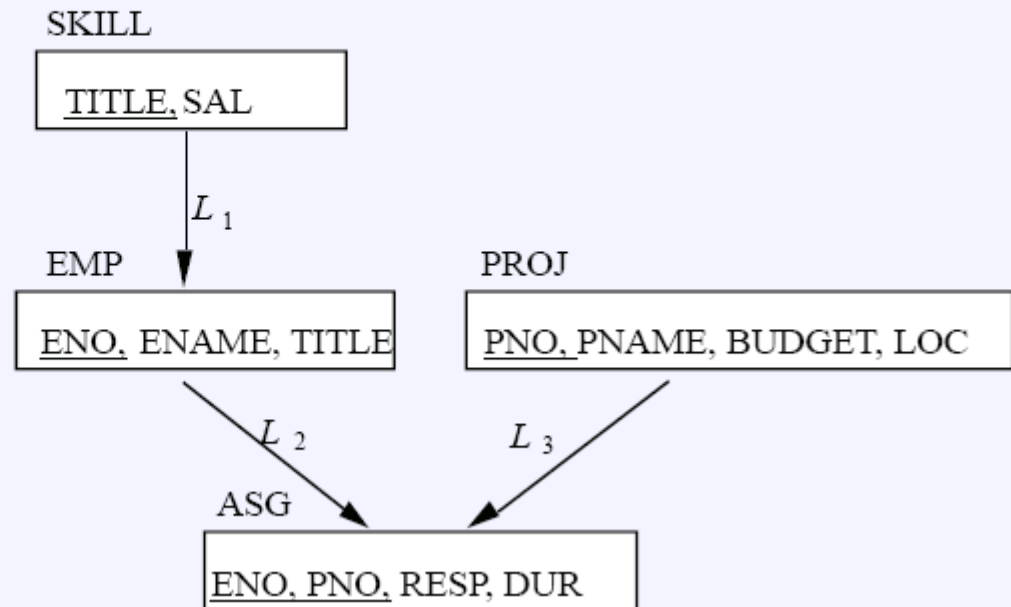 SKILL
TITLE, SAL
L 1
EMP
PROJ
ENO, ENAME, TITLE
PNO, PNAME, BUDGET, LOC
L 2
L 3
ASG
ENO, PNO, RESP, DUR